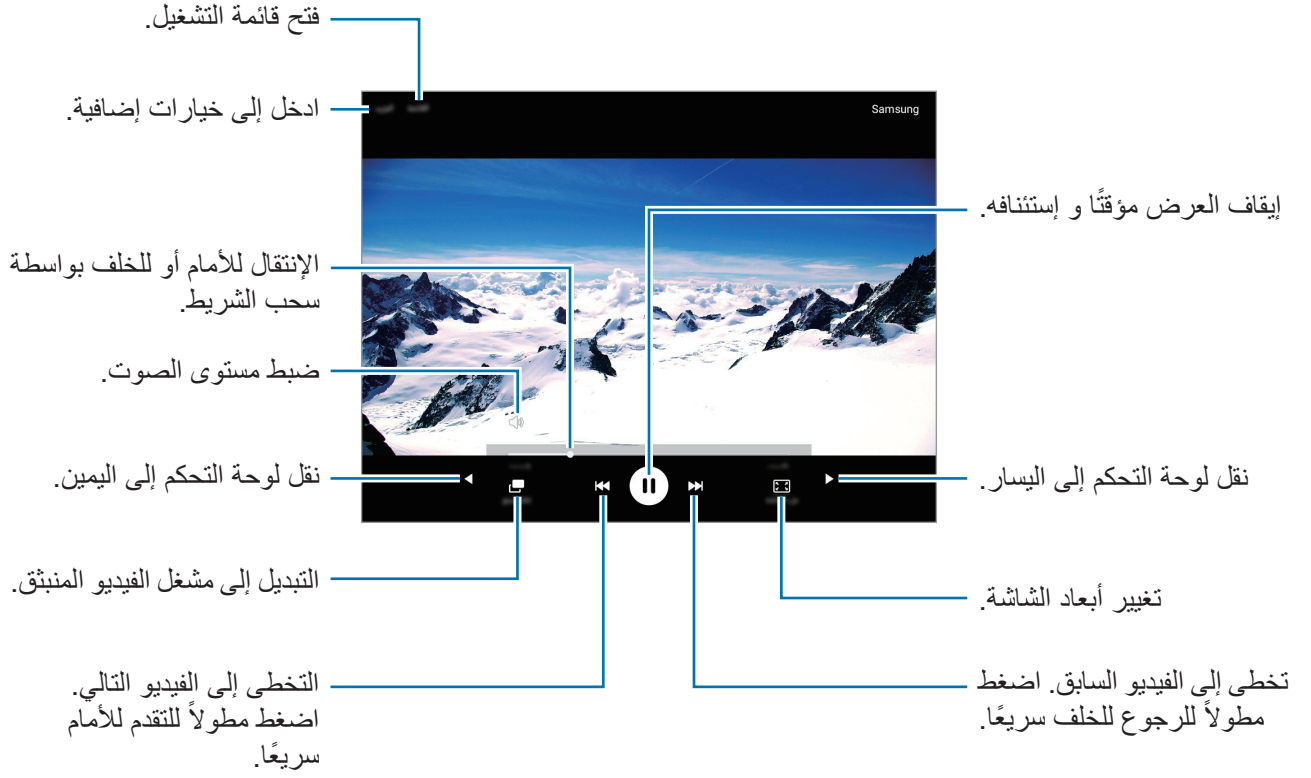 فتح قائمة التشغيل.
ادخل إلى خيارات إضافية.
Samsung
إيقاف العرض مؤقتًا و إستئنافه.
الإنتقال للأمام أو للخلف بواسطة
سحب الشريط.
ضبط مستوى الصوت.
نقل لوحة التحكم إلى اليسار.
نقل لوحة التحكم إلى اليمين.
التبديل إلى مشغل الفيديو المنبثق.
تغيير أبعاد الشاشة.
تخطى إلى الفيديو السابق. اضغط
مطولاً للرجوع للخلف سريعًا.
التخطى إلى الفيديو التالي.
اضغط مطولاً للتقدم للأمام
سريعًا.